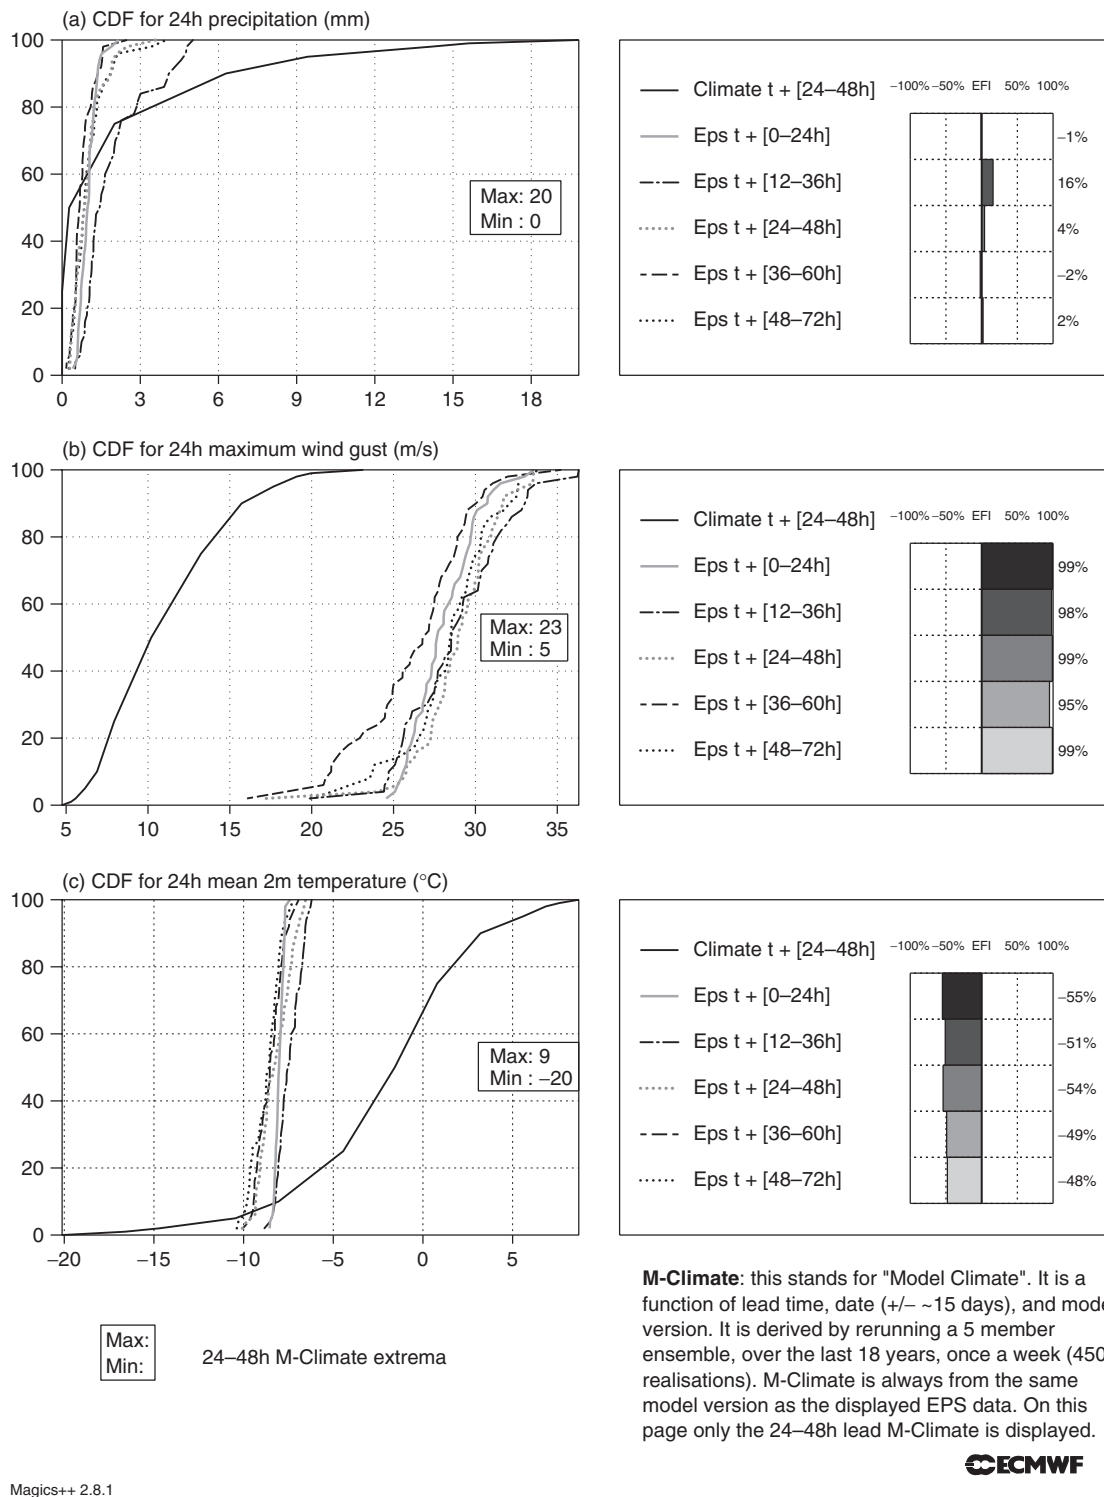 (a) CDF for 24h precipitation (mm)
100
80
60
40
20
0
0 3 6 9 12 15 18
Max: 20
Min : 0
Climate t + [24–48h]
Eps t + [0–24h]
Eps t + [12–36h]
Eps t + [24–48h]
Eps t + [36–60h]
Eps t + [48–72h]
–100% –50% EFI 50% 100%
–1%
16%
4%
–2%
2%
(b) CDF for 24h maximum wind gust (m/s)
100
80
60
40
20
0
5 10 15 20 25 30 35
Max: 23
Min : 5
Climate t + [24–48h]
Eps t + [0–24h]
Eps t + [12–36h]
Eps t + [24–48h]
Eps t + [36–60h]
Eps t + [48–72h]
–100% –50% EFI 50% 100%
99%
98%
99%
95%
99%
(c) CDF for 24h mean 2m temperature (°C)
100
80
60
40
20
0
–20 –15 –10 –5 0 5
Max: 9
Min : –20
Climate t + [24–48h]
Eps t + [0–24h]
Eps t + [12–36h]
Eps t + [24–48h]
Eps t + [36–60h]
Eps t + [48–72h]
–100% –50% EFI 50% 100%
–55%
–51%
–54%
–49%
–48%
Max:
Min:
24–48h M-Climate extrema
M-Climate: this stands for "Model Climate". It is a
function of lead time, date (+/– ~15 days), and mode
version. It is derived by rerunning a 5 member
ensemble, over the last 18 years, once a week (450
realisations). M-Climate is always from the same
model version as the displayed EPS data. On this
page only the 24–48h lead M-Climate is displayed.
ECMWF
Magics++ 2.8.1